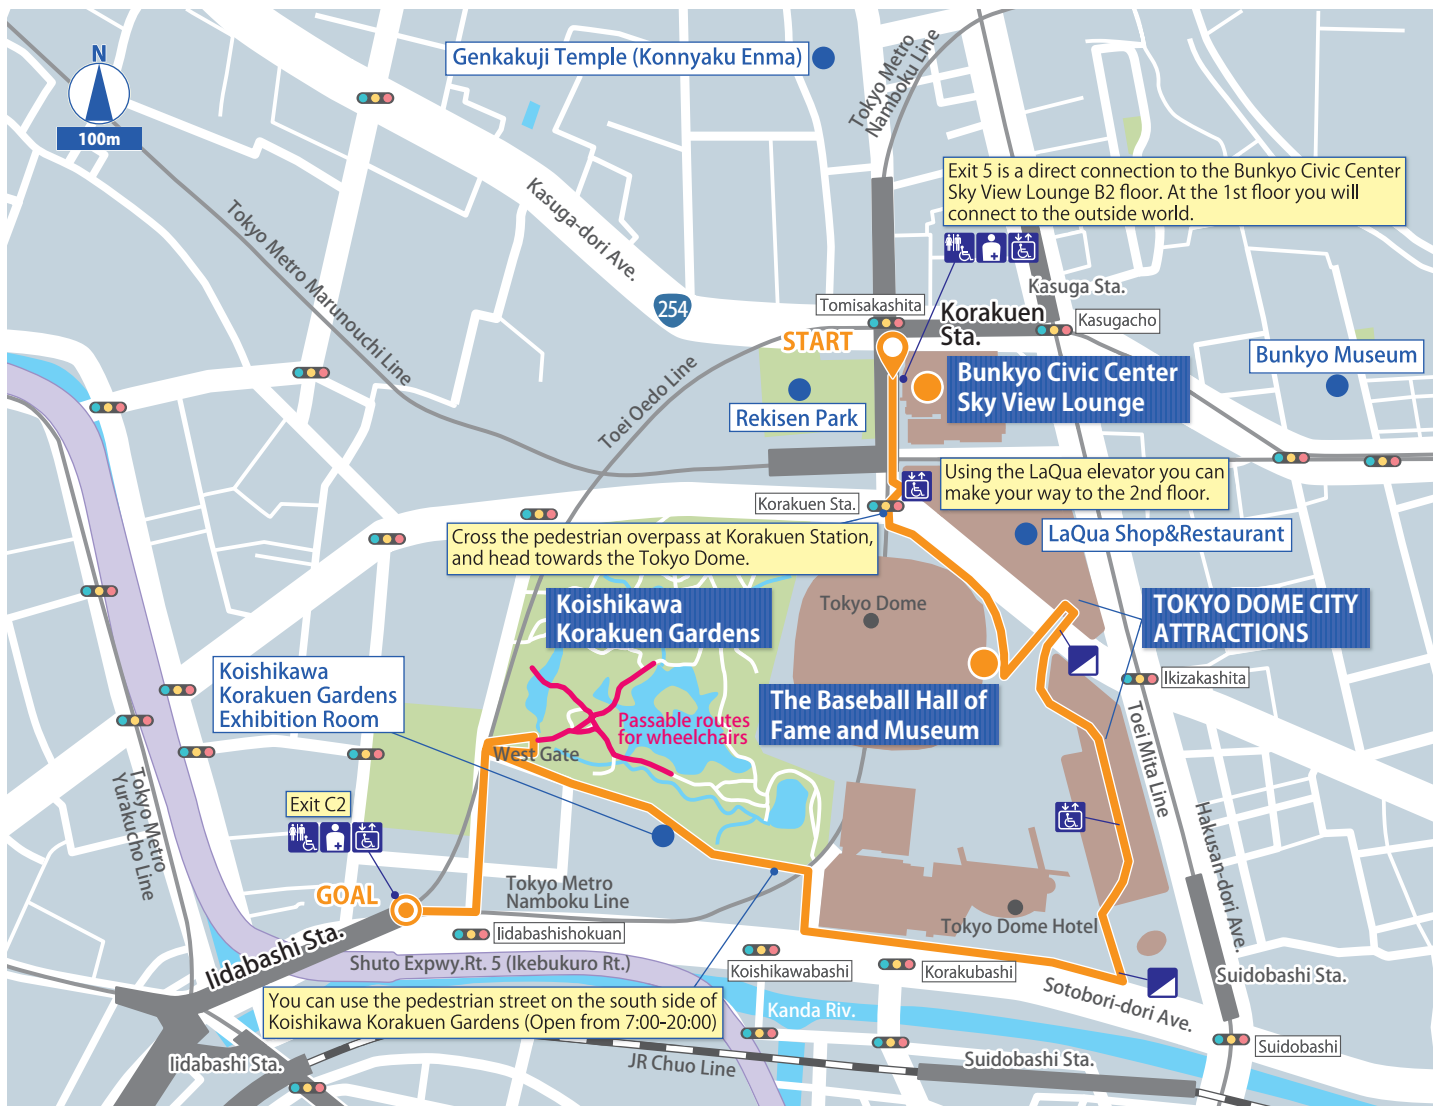 N
100m
Genkakuji Temple (Konnyaku Enma)
Tokyo Metro
Namboku Line
Kasuga-dori Ave.
254
Tokyo Metro Marunouchi Line
Toei Oedo Line
Exit 5 is a direct connection to the Bunkyo Civic Center
Sky View Lounge B2 floor. At the 1st floor you will
connect to the outside world.
Kasuga Sta.
Tomisakashita
Korakuen
Sta.
Kasugacho
START
Bunkyo Civic Center
Sky View Lounge
Bunkyo Museum
Rekisen Park
Using the LaQua elevator you can
make your way to the 2nd floor.
Korakuen Sta.
LaQua Shop&Restaurant
Cross the pedestrian overpass at Korakuen Station,
and head towards the Tokyo Dome.
Koishikawa
Korakuen Gardens
Tokyo Dome
TOKYO DOME CITY
ATTRACTIONS
Koishikawa
Korakuen Gardens
Exhibition Room
Ikizakashita
The Baseball Hall of
Fame and Museum
Passable routes
for wheelchairs
West Gate
Toei Mita Line
Tokyo Metro
Yurakucho Line
Exit C2
Hakusan-dori Ave.
GOAL
Tokyo Metro
Namboku Line
Tokyo Dome Hotel
Iidabashi Sta.
Iidabashishokuan
Shuto Expwy.Rt. 5 (Ikebukuro Rt.)
Koishikawabashi
Korakubashi
Suidobashi Sta.
Sotobori-dori Ave.
You can use the pedestrian street on the south side of
Koishikawa Korakuen Gardens (Open from 7:00-20:00)
Kanda Riv.
Suidobashi
Iidabashi Sta.
JR Chuo Line
Suidobashi Sta.